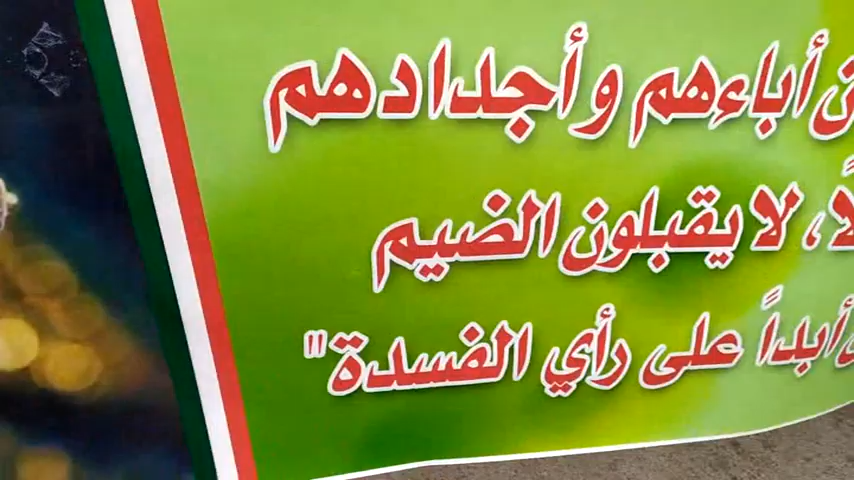 أباءهم وأجدادهم
، لا يقبلون الضيم
أبداً على رأي الفسدة"